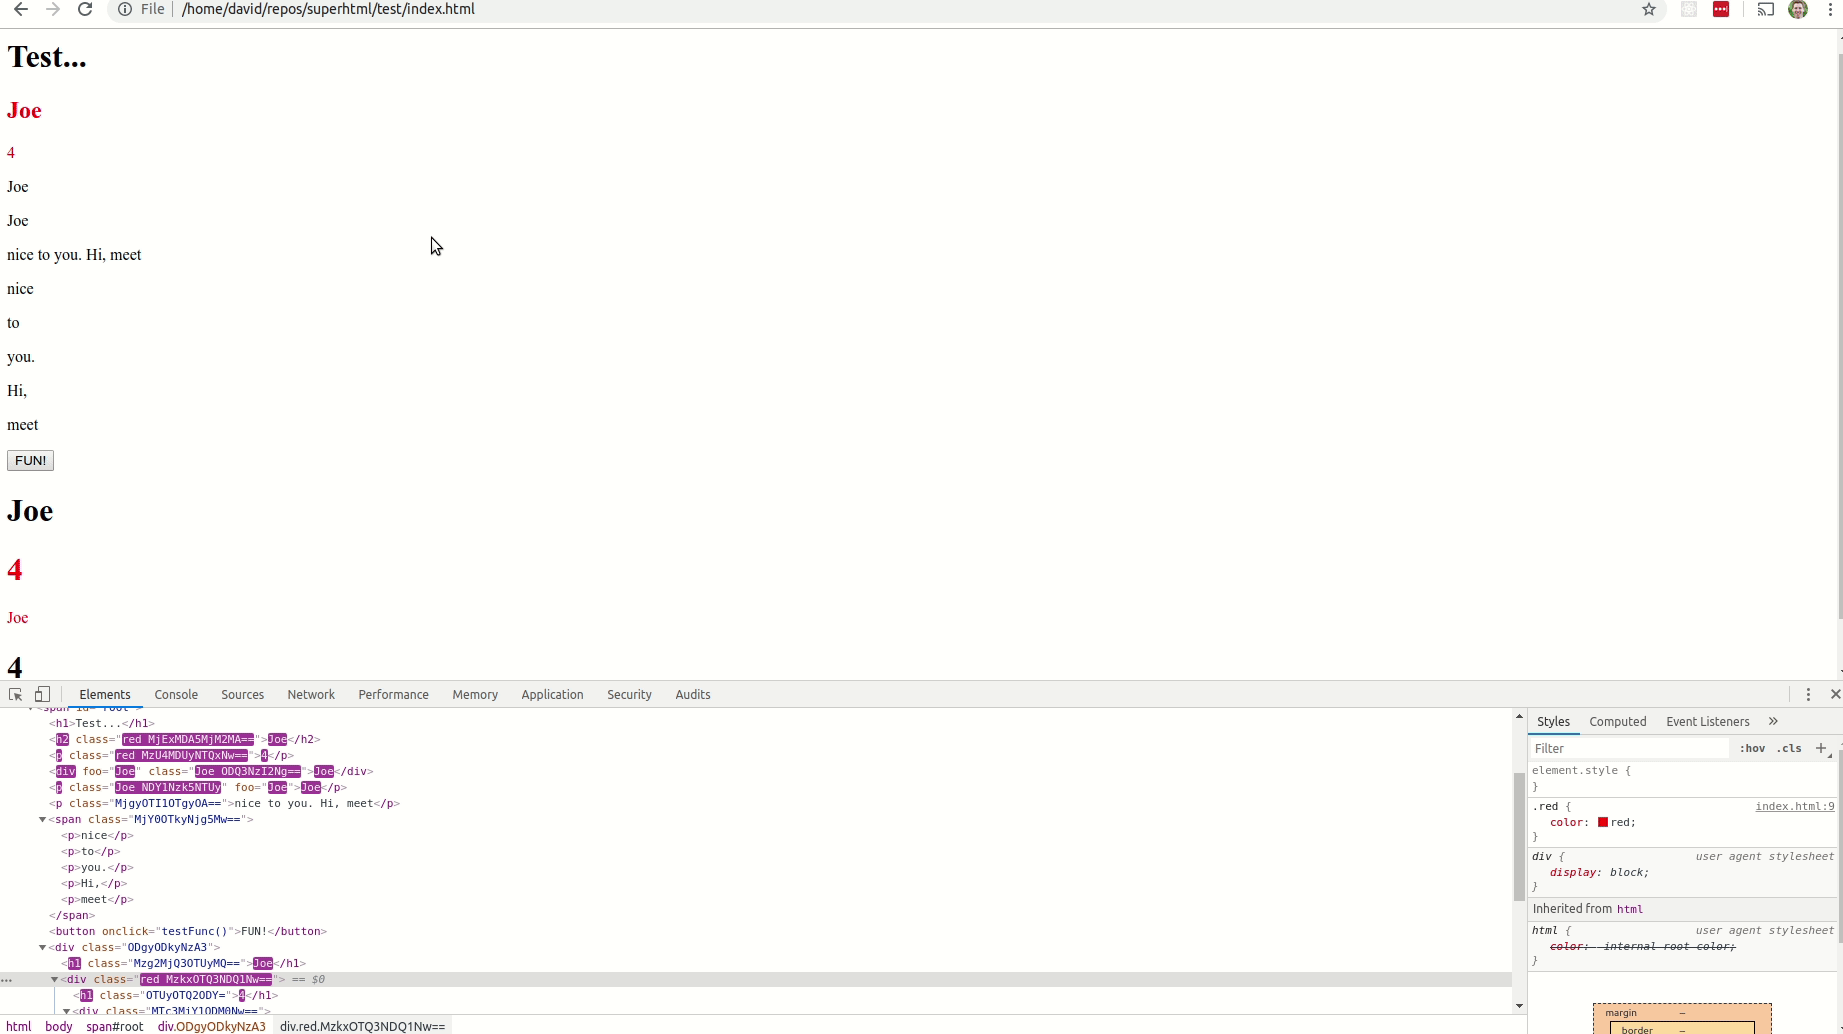 File /home/david/repos/superhtml/test/index.html
Test...
Joe
4
Joe
Joe
nice to you. Hi, meet
nice
to
you.
Hi,
meet
FUN!
Joe
4
Joe
4
Elements Console Sources Network Performance Memory Application Security Audits
<span id="root">
<h1>Test...</h1>
<h2 class="red MjExMDA5MjM2MA==">Joe</h2>
<p class="red MzU4MDUyNTQxNw==">4</p>
<div foo="Joe" class="Joe ODQ3NzI2Ng==">Joe</div>
<p class="Joe NDY1Nzk5NTUy" foo="Joe">Joe</p>
<p class="MjgyOTI1OTgyOA==">nice to you. Hi, meet</p>
<span class="MjY0OTkyNjg5Mw==">
<p>nice</p>
<p>to</p>
<p>you.</p>
<p>Hi,</p>
<p>meet</p>
</span>
<button onclick="testFunc()">FUN!</button>
<div class="ODgyODkyNzA3">
<h1 class="Mzg2MjQ3OTUyMQ==">Joe</h1>
<div class="red MzkxOTQ3NDQ1Nw=="> == $0
<h1 class="OTUyOTQ2ODY=">4</h1>
<div class="MTc3MjY1ODM0Nw==">
html body span#root div.ODgyODkyNzA3 div.red.MzkxOTQ3NDQ1Nw==
Styles Computed Event Listeners »
Filter :hov .cls +
element.style {
}
.red { index.html:9
color: red;
}
div { user agent stylesheet
display: block;
}
Inherited from html
html { user agent stylesheet
color: -internal-root-color;
}
margin –
border –